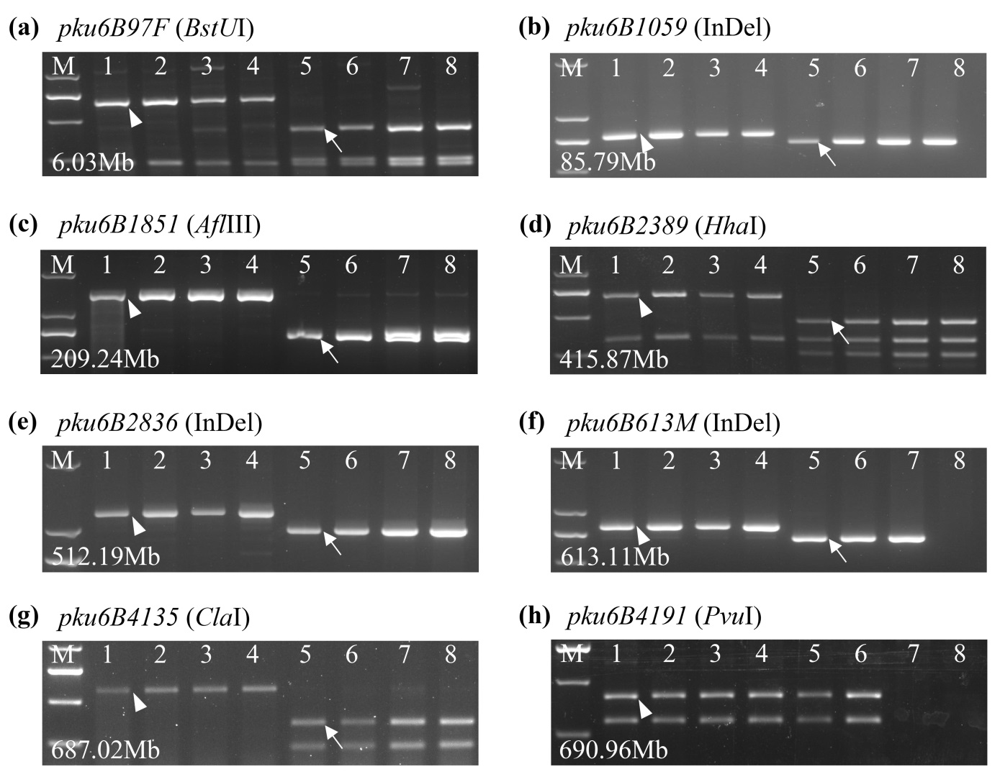 (a) pku6B97F (BstUI)
M 1 2 3 4 5 6 7 8
6.03Mb
(b) pku6B1059 (InDel)
M 1 2 3 4 5 6 7 8
85.79Mb
(c) pku6B1851 (AflIII)
M 1 2 3 4 5 6 7 8
209.24Mb
(d) pku6B2389 (HhaI)
M 1 2 3 4 5 6 7 8
415.87Mb
(e) pku6B2836 (InDel)
M 1 2 3 4 5 6 7 8
512.19Mb
(f) pku6B613M (InDel)
M 1 2 3 4 5 6 7 8
613.11Mb
(g) pku6B4135 (ClaI)
M 1 2 3 4 5 6 7 8
687.02Mb
(h) pku6B4191 (PvuI)
M 1 2 3 4 5 6 7 8
690.96Mb